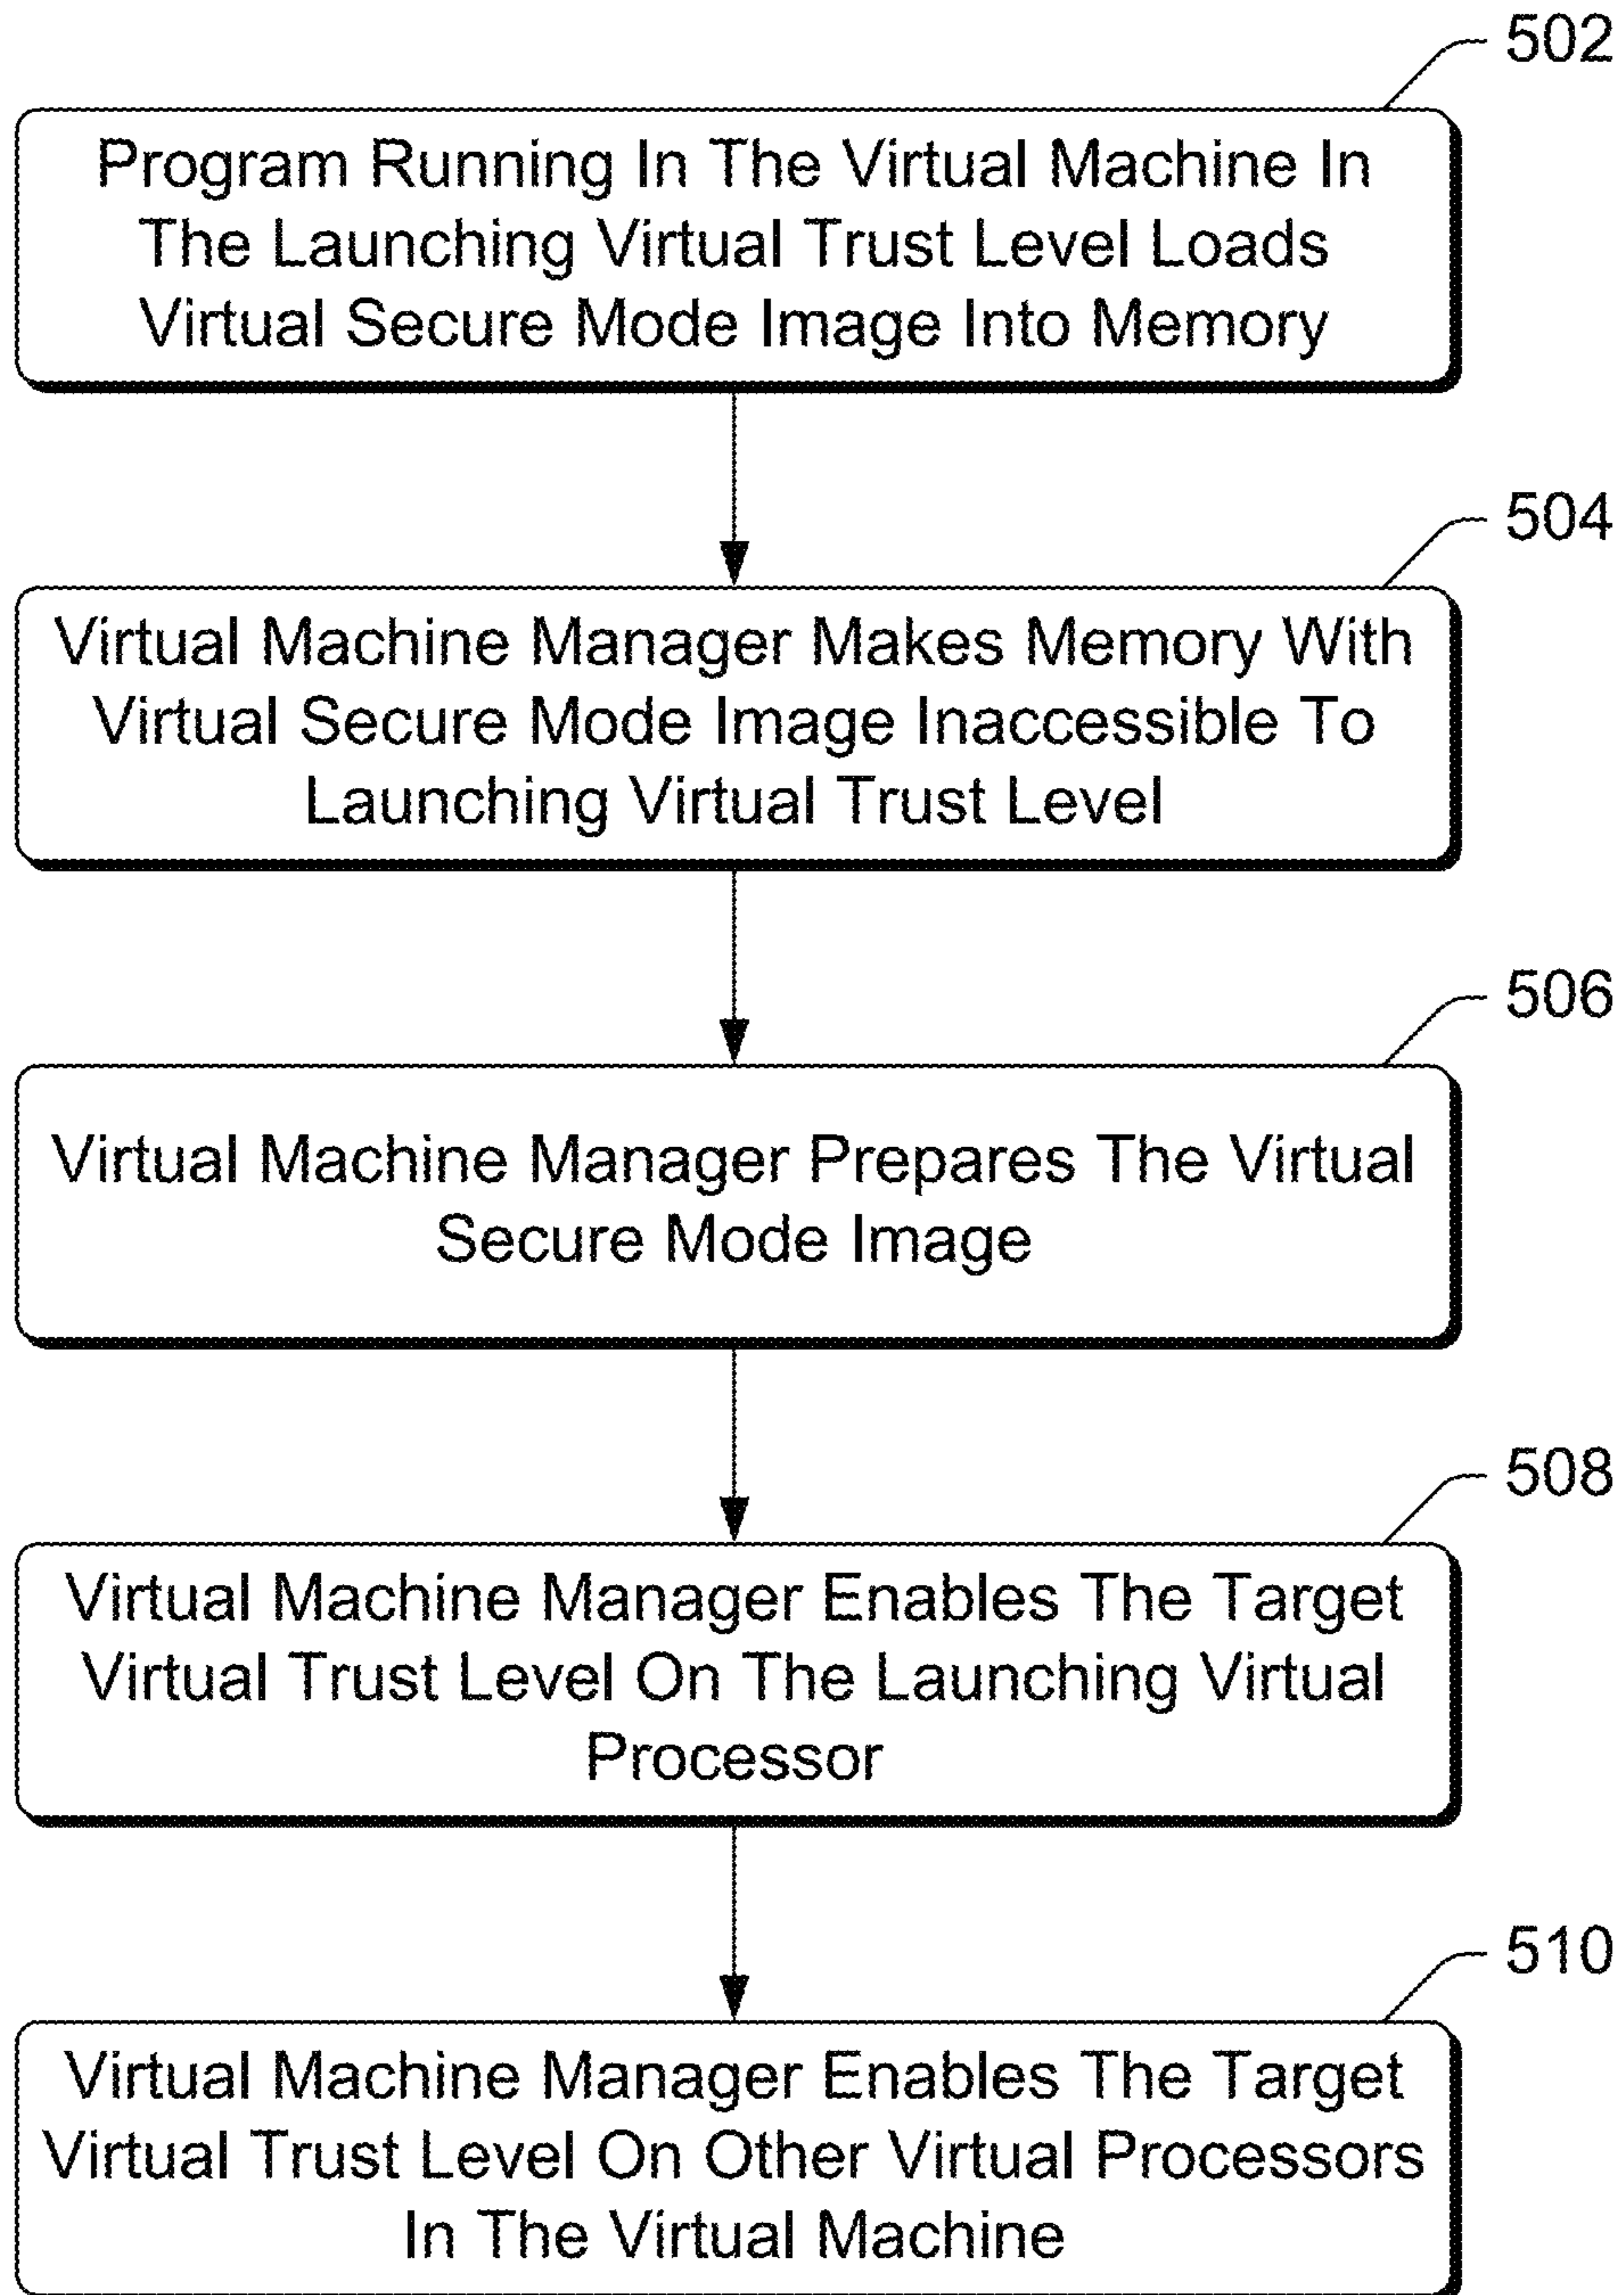 502
Program Running In The Virtual Machine In
The Launching Virtual Trust Level Loads
Virtual Secure Mode Image Into Memory
504
Virtual Machine Manager Makes Memory With
Virtual Secure Mode Image Inaccessible To
Launching Virtual Trust Level
506
Virtual Machine Manager Prepares The Virtual
Secure Mode Image
508
Virtual Machine Manager Enables The Target
Virtual Trust Level On The Launching Virtual
Processor
510
Virtual Machine Manager Enables The Target
Virtual Trust Level On Other Virtual Processors
In The Virtual Machine